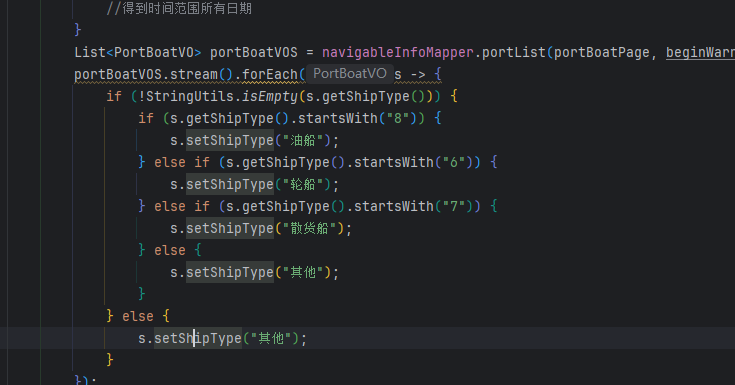 //得到时间范围所有日期
}
List<PortBoatVO> portBoatVOS = navigableInfoMapper.portList(portBoatPage, beginWarr
portBoatVOS.stream().forEach( PortBoatVO s -> {
if (!StringUtils.isEmpty(s.getShipType())) {
if (s.getShipType().startsWith("8")) {
s.setShipType("油船");
} else if (s.getShipType().startsWith("6")) {
s.setShipType("轮船");
} else if (s.getShipType().startsWith("7")) {
s.setShipType("散货船");
} else {
s.setShipType("其他");
}
} else {
s.setShipType("其他");
}
});